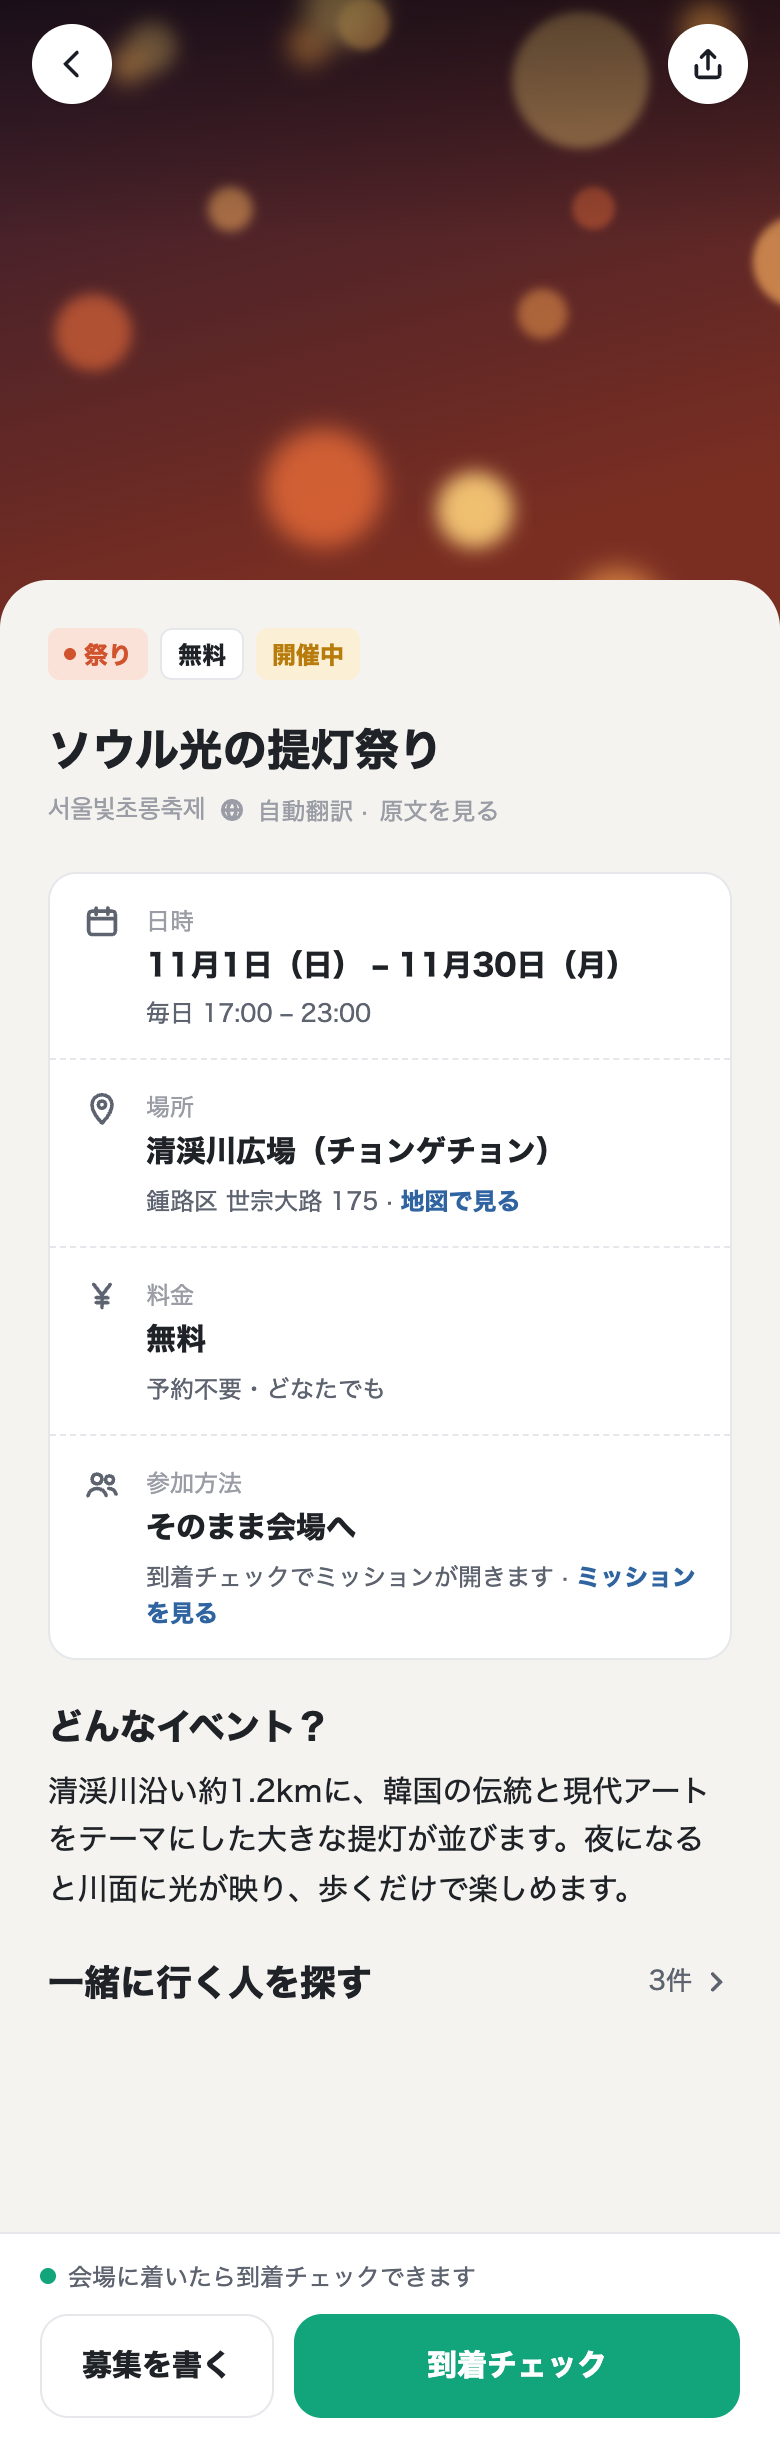 祭り 無料 開催中
ソウル光の提灯祭り
서울빛초롱축제 自動翻訳 · 原文を見る
日時
11月1日（日） – 11月30日（月）
毎日 17:00 – 23:00
場所
清渓川広場（チョンゲチョン）
鍾路区 世宗大路 175 · 地図で見る
¥ 料金
無料
予約不要・どなたでも
参加方法
そのまま会場へ
到着チェックでミッションが開きます · ミッション
を見る
どんなイベント？
清渓川沿い約1.2kmに、韓国の伝統と現代アート
をテーマにした大きな提灯が並びます。夜になる
と川面に光が映り、歩くだけで楽しめます。
一緒に行く人を探す 3件
会場に着いたら到着チェックできます
募集を書く 到着チェック